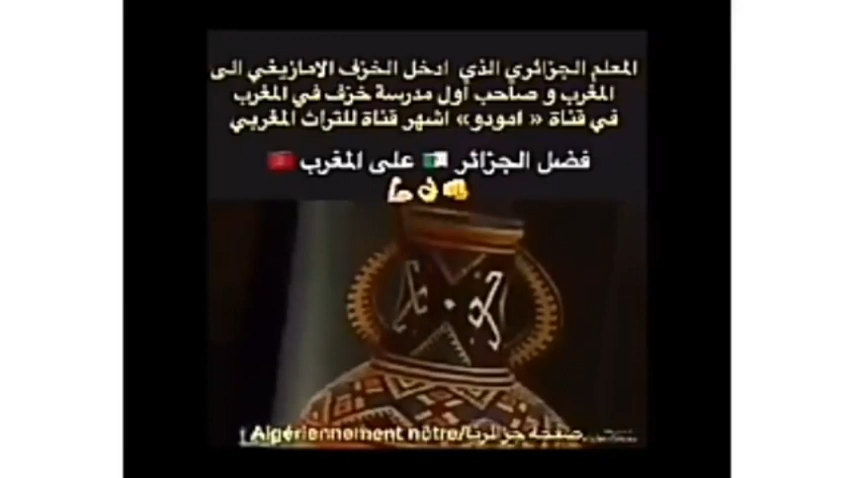 المعلم الجزائري الذي ادخل الخزف الامازيغي الى
المغرب و صاحب اول مدرسة خزف في المغرب
في قناة « امودو» اشهر قناة للتراث المغربي
فضل الجزائر 🇩🇿 على المغرب 🇲🇦
💪👌👊
Algériennement nôtre/صفحة جزائرنا